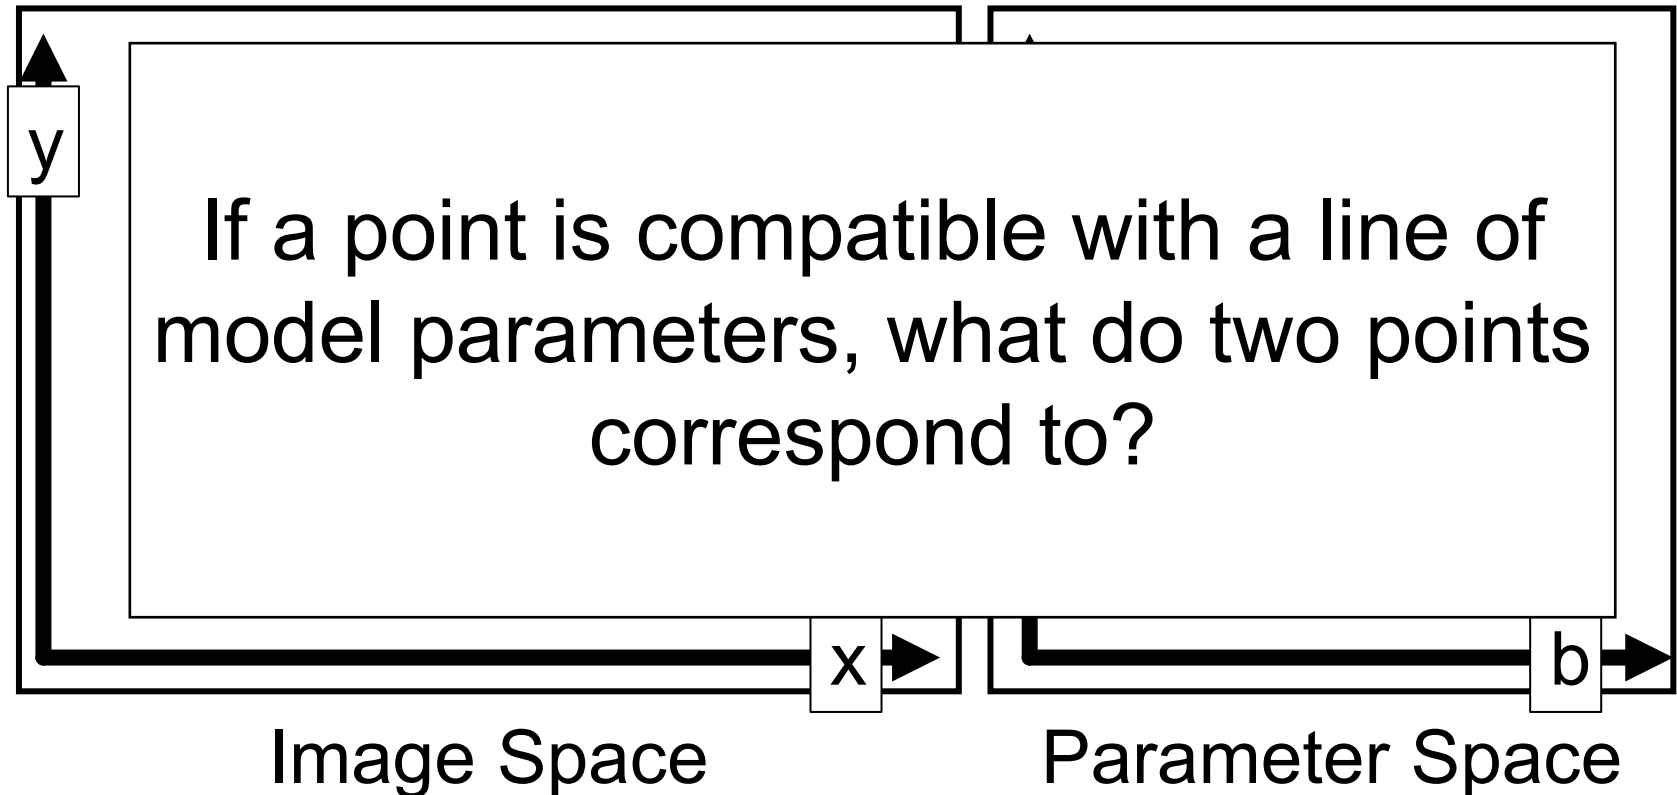 y
If a point is compatible with a line of
model parameters, what do two points
correspond to?
x
b
Image Space
Parameter Space